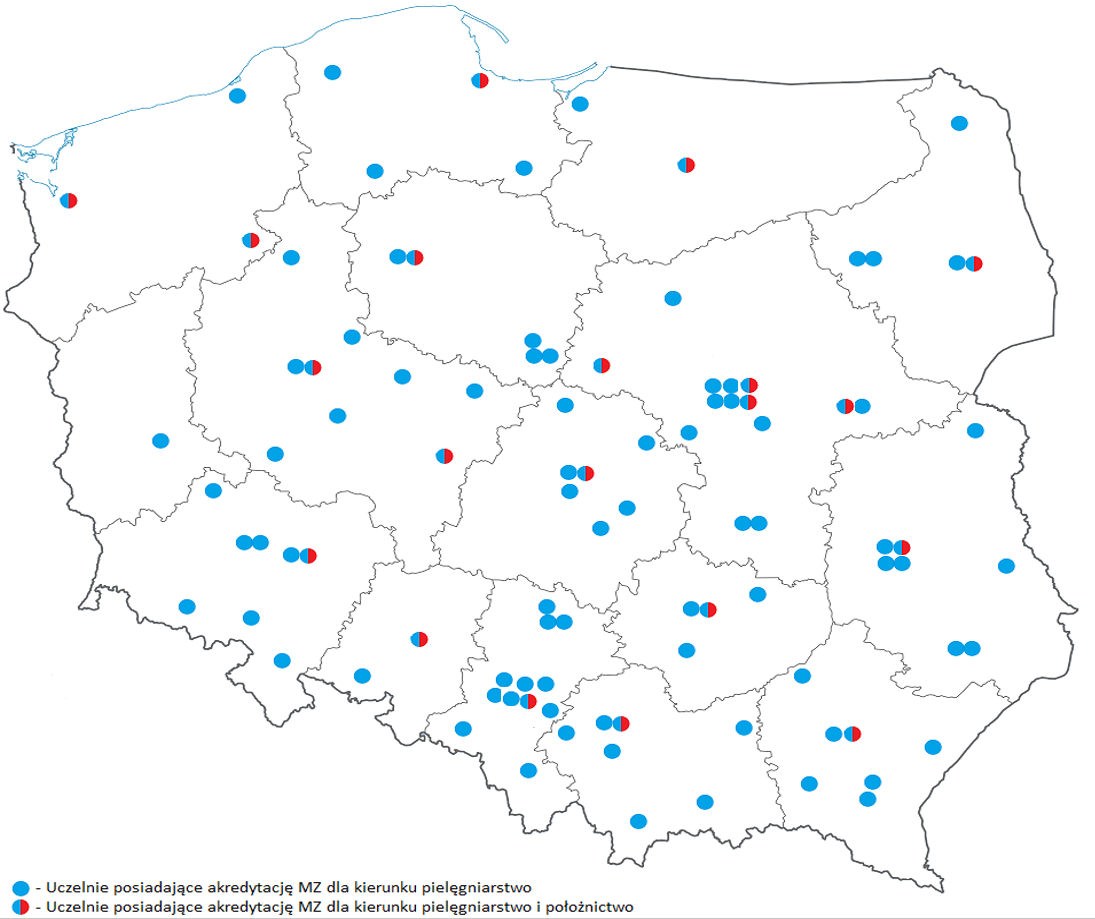 - Uczelnie posiadające akredytację MZ dla kierunku pielęgniarstwo
- Uczelnie posiadające akredytację MZ dla kierunku pielęgniarstwo i położnictwo